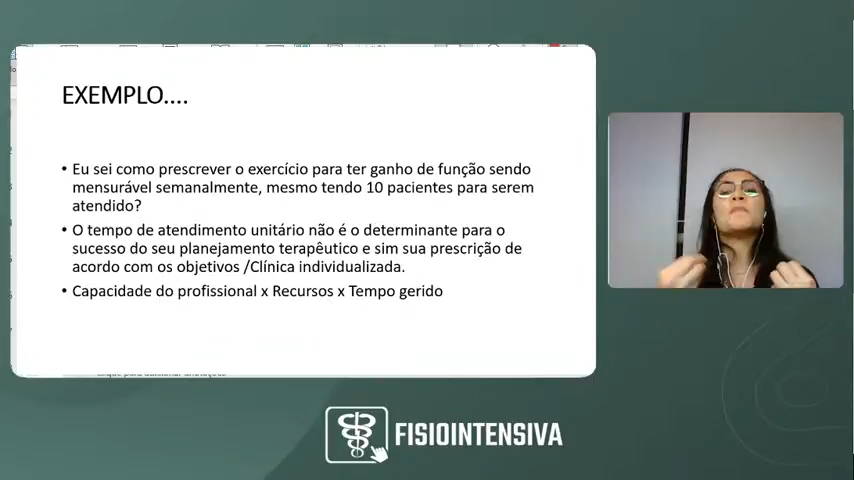 EXEMPLO....
• Eu sei como prescrever o exercício para ter ganho de função sendo
mensurável semanalmente, mesmo tendo 10 pacientes para serem
atendido?
• O tempo de atendimento unitário não é o determinante para o
sucesso do seu planejamento terapêutico e sim sua prescrição de
acordo com os objetivos /Clínica individualizada.
• Capacidade do profissional x Recursos x Tempo gerido
FISIOINTENSIVA